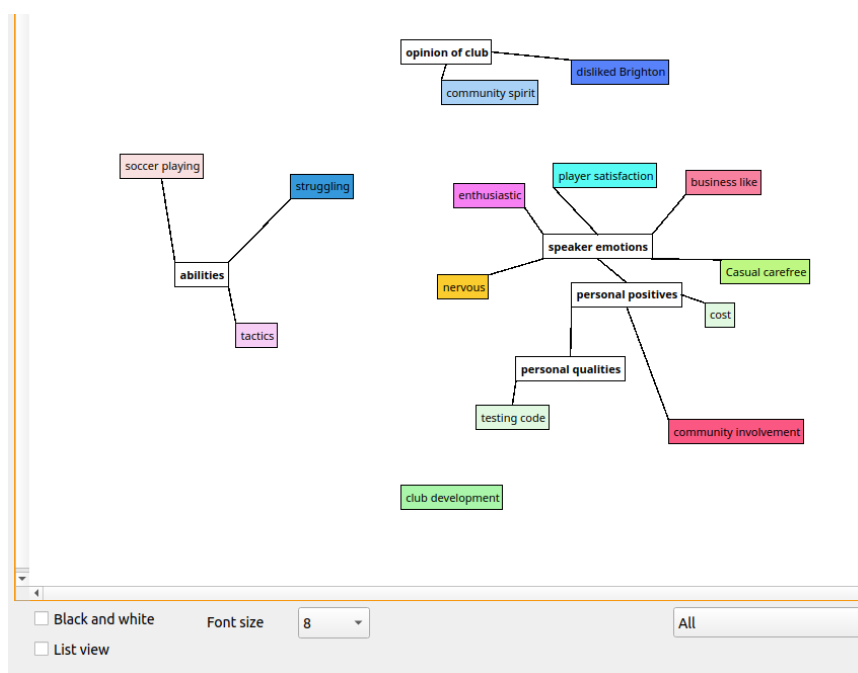 opinion of club
disliked Brighton
community spirit
soccer playing
struggling
player satisfaction
business like
enthusiastic
speaker emotions
abilities
Casual carefree
nervous
personal positives
cost
tactics
personal qualities
testing code
community involvement
club development
Black and white
Font size
8
All
List view